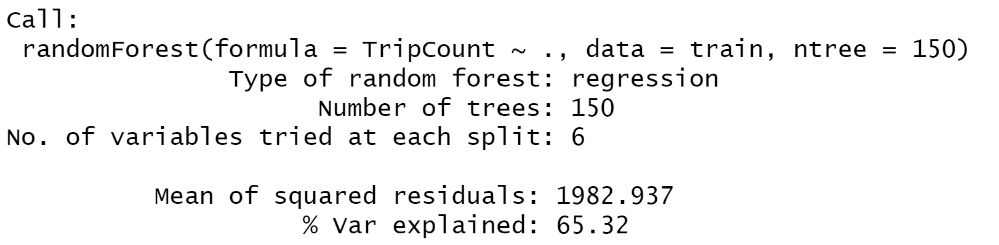 Call:
randomForest(formula = TripCount ~ ., data = train, ntree = 150)
Type of random forest: regression
Number of trees: 150
No. of variables tried at each split: 6
Mean of squared residuals: 1982.937
% Var explained: 65.32